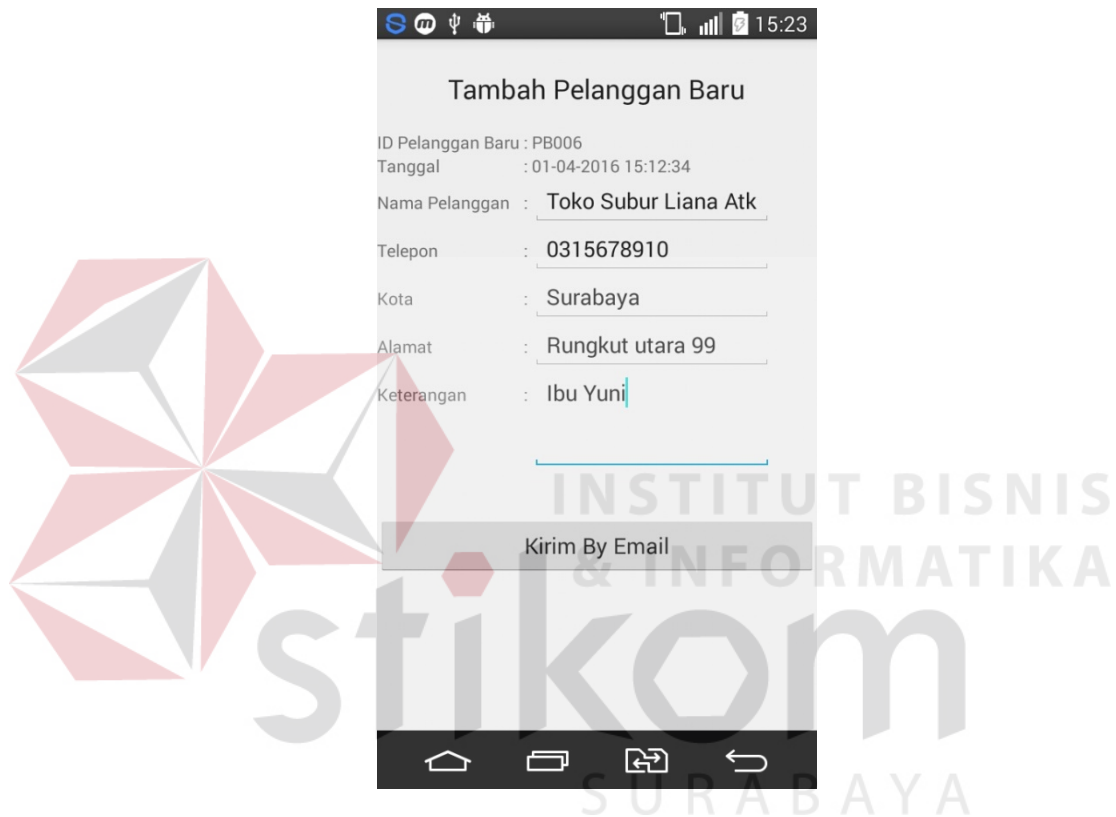 15:23
Tambah Pelanggan Baru
ID Pelanggan Baru : PB006
Tanggal : 01-04-2016 15:12:34
Nama Pelanggan : Toko Subur Liana Atk
Telepon : 0315678910
Kota : Surabaya
Alamat : Rungkut utara 99
Keterangan : Ibu Yuni
INSTITUT BISNIS
Kirim By Email
& INFORMATIKA
stikom
SURABAYA